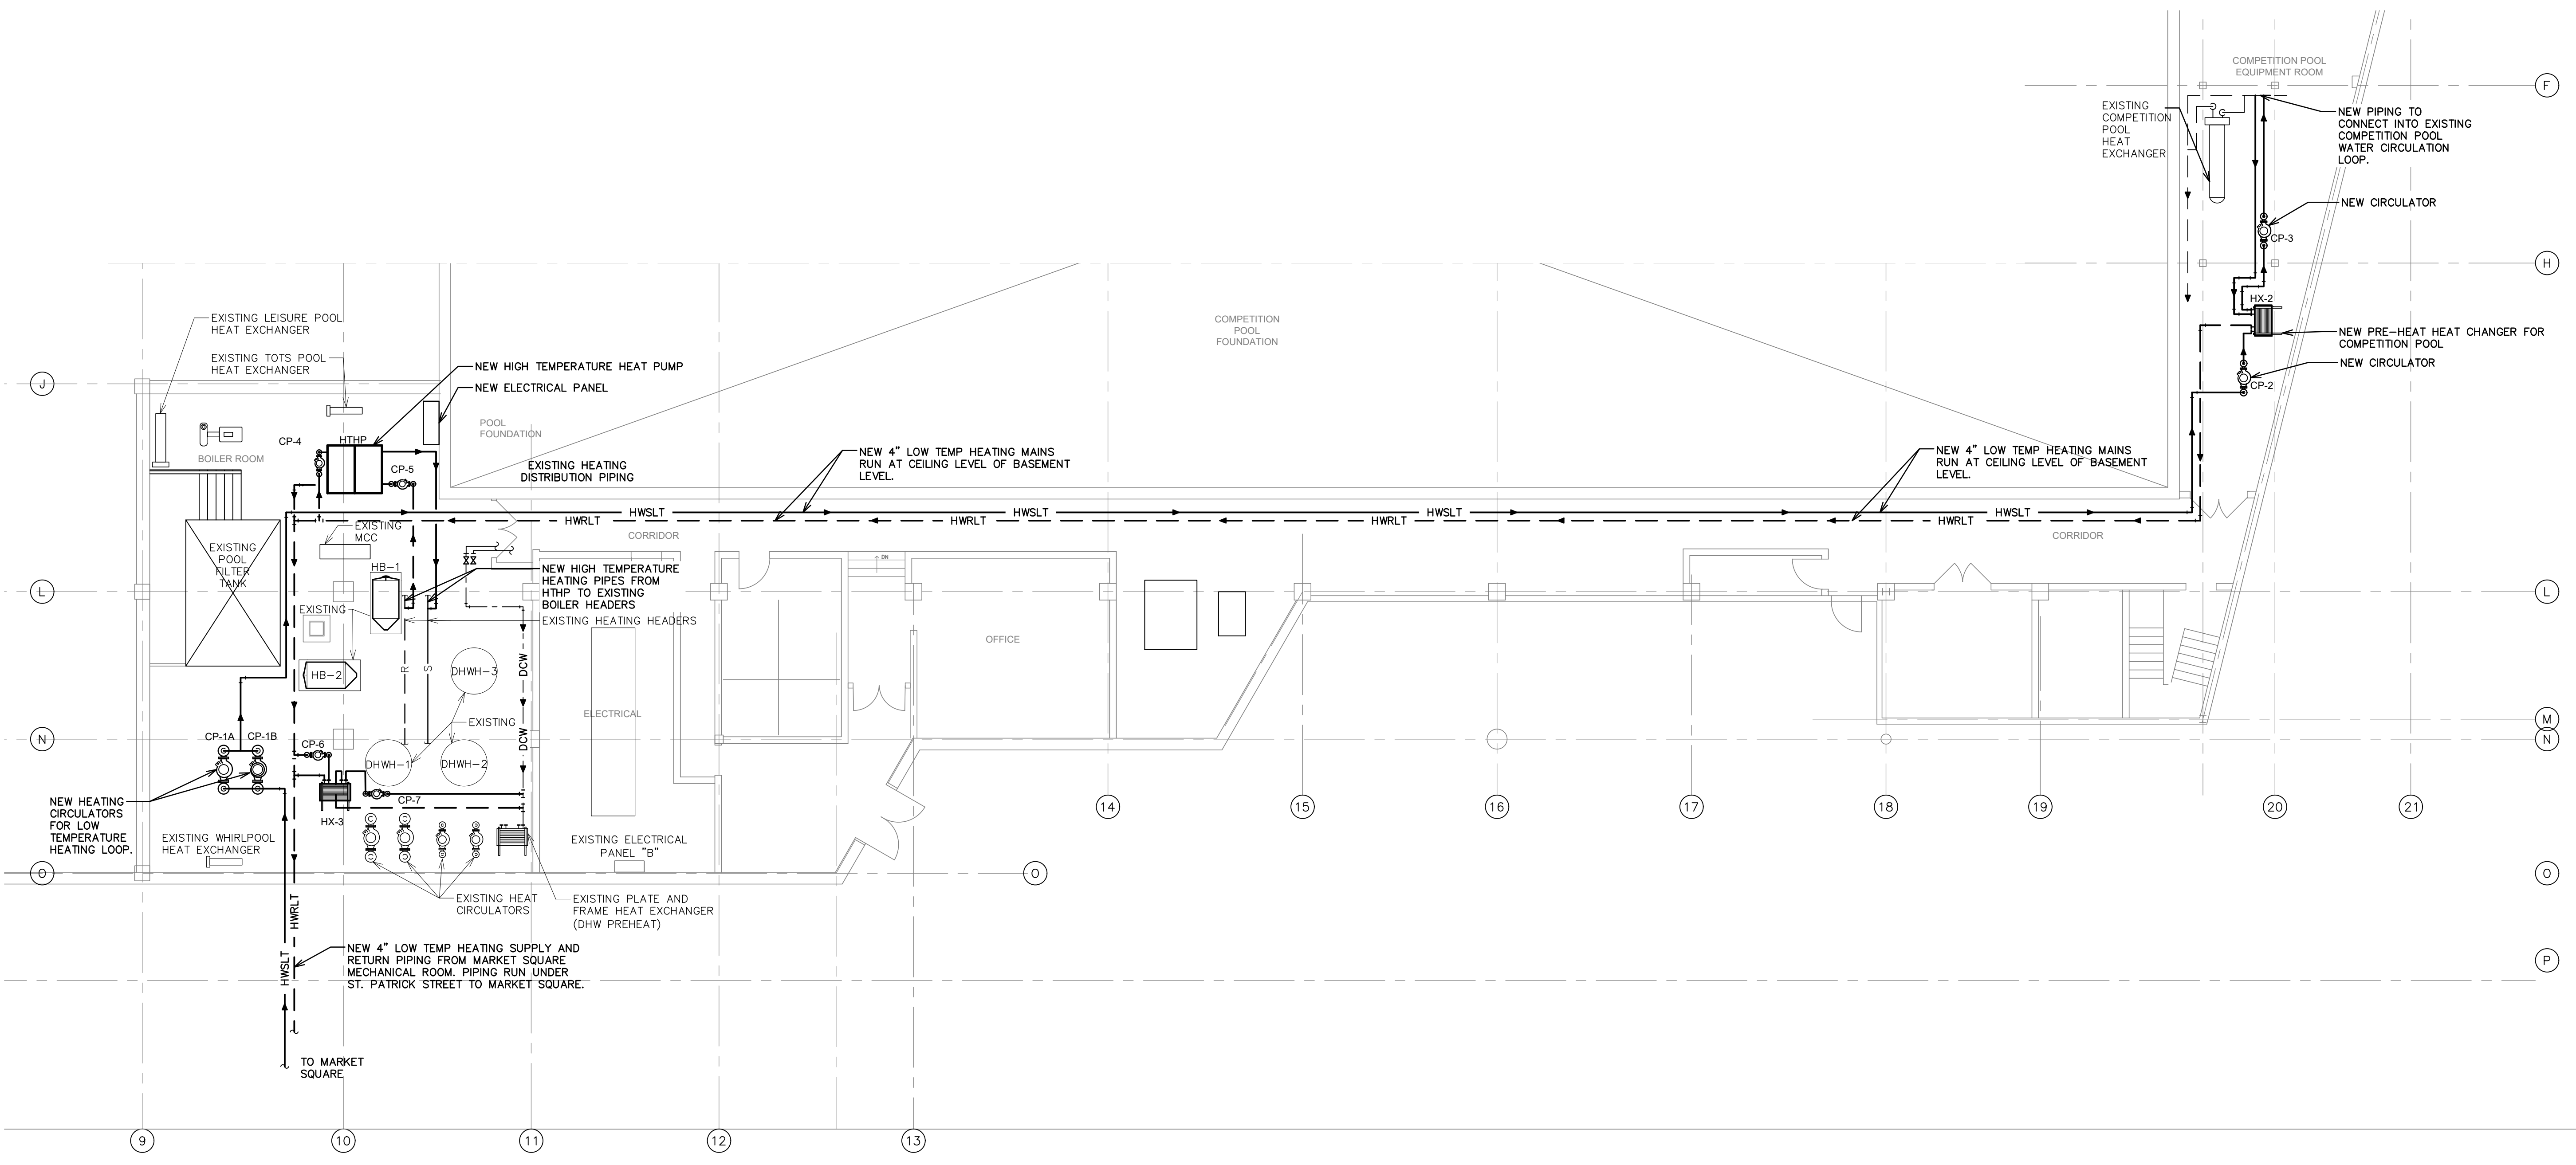 COMPETITION POOL
EQUIPMENT ROOM
F
EXISTING
COMPETITION
POOL
HEAT
EXCHANGER
NEW PIPING TO
CONNECT INTO EXISTING
COMPETITION POOL
WATER CIRCULATION
LOOP.
NEW CIRCULATOR
CP-3
H
HX-2
NEW PRE-HEAT HEAT CHANGER FOR
COMPETITION POOL
NEW CIRCULATOR
CP-2
EXISTING LEISURE POOL
HEAT EXCHANGER
EXISTING TOTS POOL
HEAT EXCHANGER
COMPETITION
POOL
FOUNDATION
NEW HIGH TEMPERATURE HEAT PUMP
NEW ELECTRICAL PANEL
J
POOL
FOUNDATION
CP-4
HTHP
CP-5
BOILER ROOM
EXISTING HEATING
DISTRIBUTION PIPING
NEW 4" LOW TEMP HEATING MAINS
RUN AT CEILING LEVEL OF BASEMENT
LEVEL.
NEW 4" LOW TEMP HEATING MAINS
RUN AT CEILING LEVEL OF BASEMENT
LEVEL.
HWSLT
HWSLT
HWSLT
HWSLT
HWRLT
HWRLT
HWRLT
HWRLT
EXISTING
MCC
CORRIDOR
CORRIDOR
EXISTING
POOL
FILTER
TANK
HB-1
DN
NEW HIGH TEMPERATURE
HEATING PIPES FROM
HTHP TO EXISTING
BOILER HEADERS
L
L
EXISTING
EXISTING HEATING HEADERS
OFFICE
HB-2
R
S
DHWH-3
DCW
ELECTRICAL
EXISTING
M
N
N
CP-1A
CP-1B
CP-6
DCW
DHWH-1
DHWH-2
CP-7
HX-3
NEW HEATING
CIRCULATORS
FOR LOW
TEMPERATURE
HEATING LOOP.
14
15
16
17
18
19
20
21
EXISTING WHIRLPOOL
HEAT EXCHANGER
EXISTING ELECTRICAL
PANEL "B"
O
O
O
EXISTING HEAT
CIRCULATORS
EXISTING PLATE AND
FRAME HEAT EXCHANGER
(DHW PREHEAT)
HWRLT
HWSLT
NEW 4" LOW TEMP HEATING SUPPLY AND
RETURN PIPING FROM MARKET SQUARE
MECHANICAL ROOM. PIPING RUN UNDER
ST. PATRICK STREET TO MARKET SQUARE.
P
TO MARKET
SQUARE
9
10
11
12
13